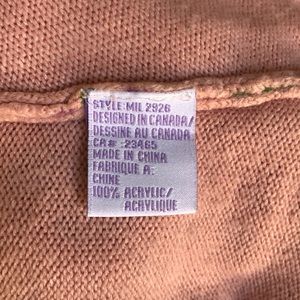 STYLE: MIL 2926
DESIGNED IN CANADA/
DESSINE AU CANADA
CA# : 23465
MADE IN CHINA
FABRIQUE A:
CHINE
100% ACRYLIC/
ACRYLIQUE